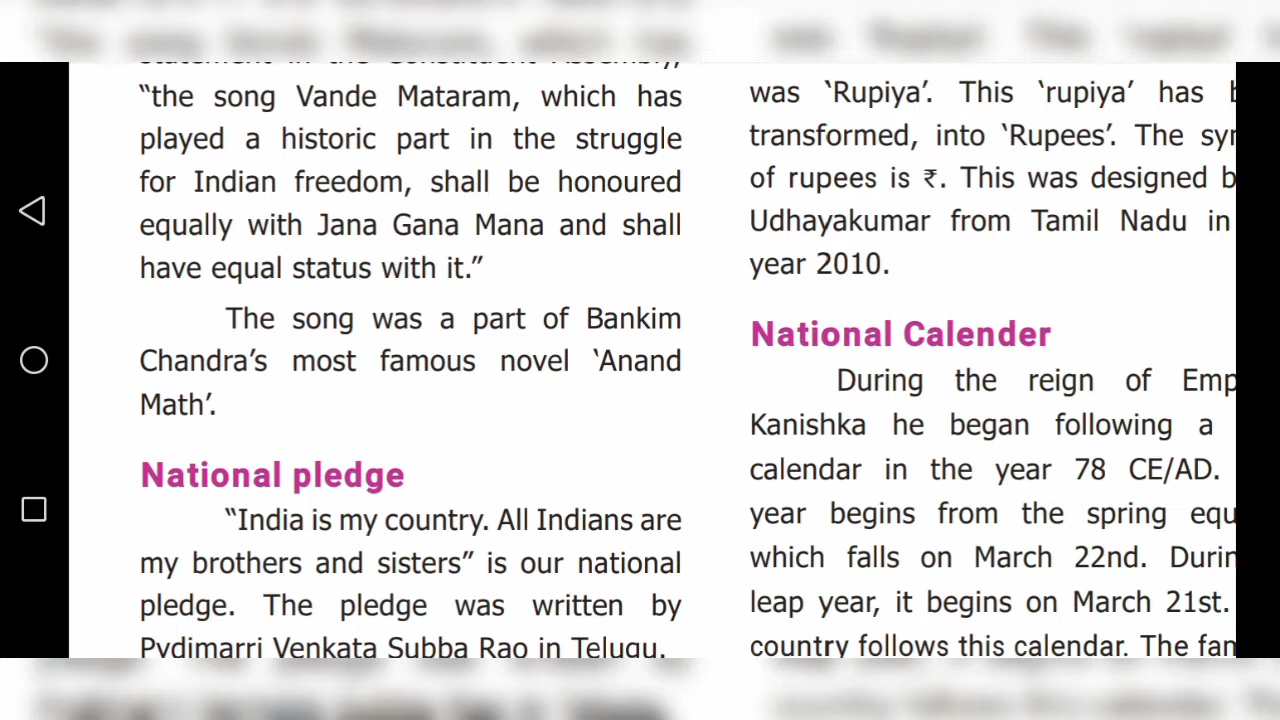 statement in the Constituent Assembly,
“the song Vande Mataram, which has
played a historic part in the struggle
for Indian freedom, shall be honoured
equally with Jana Gana Mana and shall
have equal status with it.”
The song was a part of Bankim
Chandra’s most famous novel ‘Anand
Math’.
National pledge
“India is my country. All Indians are
my brothers and sisters” is our national
pledge. The pledge was written by
Pydimarri Venkata Subba Rao in Telugu.
was ‘Rupiya’. This ‘rupiya’ has
transformed, into ‘Rupees’. The
of rupees is ₹. This was designed
Udhayakumar from Tamil Nadu in
year 2010.
National Calender
During the reign of
Kanishka he began following a
calendar in the year 78 CE/AD.
year begins from the spring
which falls on March 22nd.
leap year, it begins on March 21st.
country follows this calendar. The